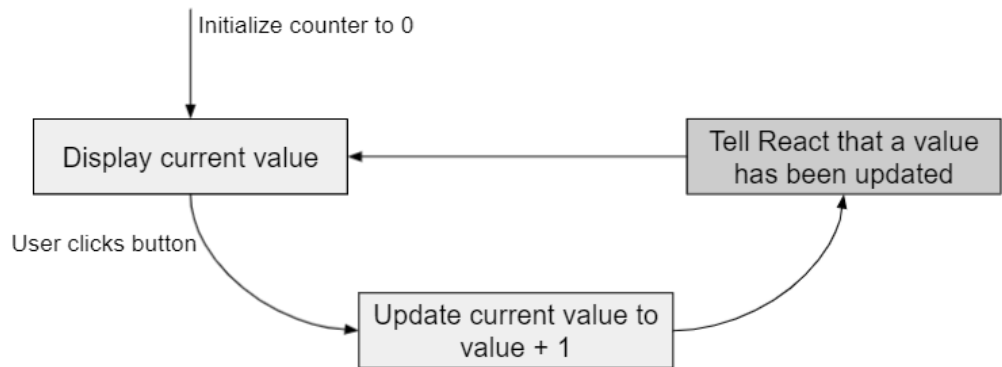 Initialize counter to 0
Display current value
Tell React that a value
has been updated
User clicks button
Update current value to
value + 1